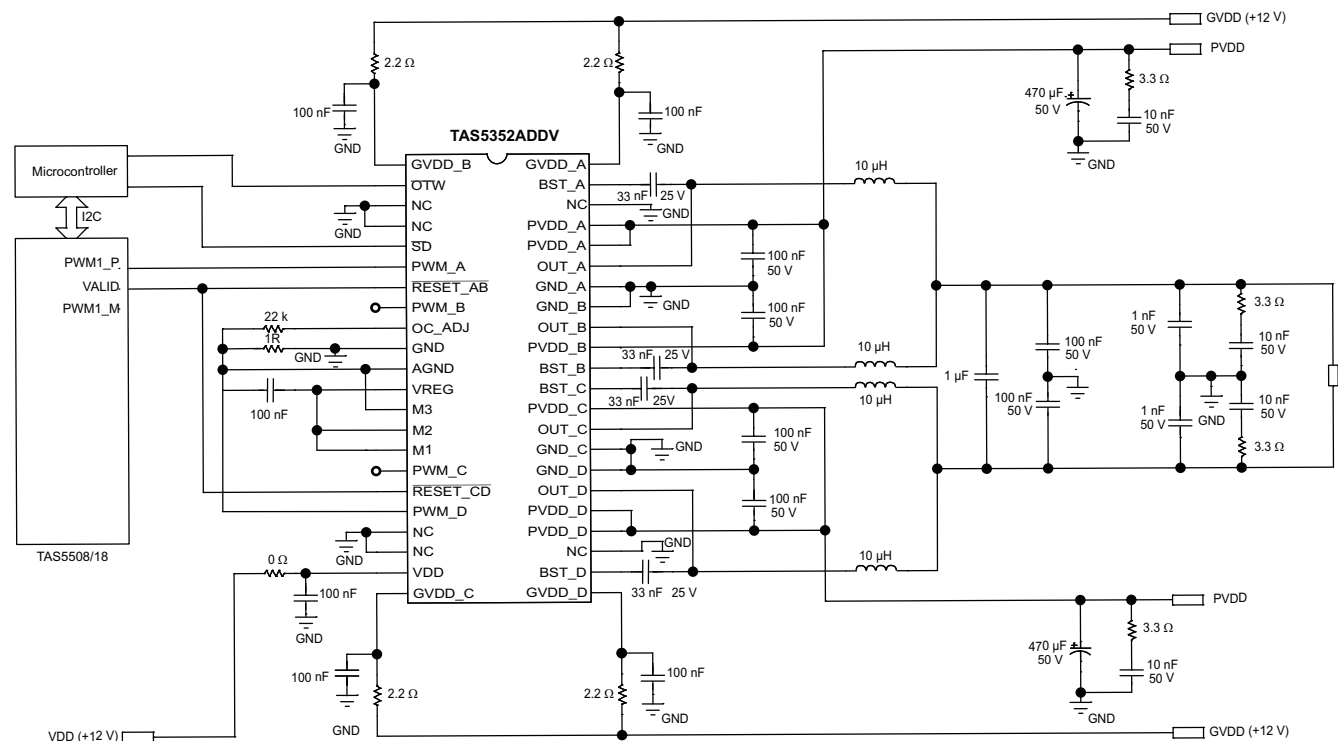 GVDD (+12 V)
PVDD
2.2 Ω
2.2 Ω
3.3 Ω
470 µF
50 V
10 nF
50 V
100 nF
GND
100 nF
GND
GND
TAS5352ADDV
Microcontroller
I2C
PWM1_P
VALID
PWM1_M
TAS5508/18
GVDD_B
OTW
NC
NC
SD
PWM_A
RESET_AB
PWM_B
OC_ADJ
GND
AGND
VREG
M3
M2
M1
PWM_C
RESET_CD
PWM_D
NC
NC
VDD
GVDD_C
GVDD_A
BST_A
NC
PVDD_A
PVDD_A
OUT_A
GND_A
GND_B
OUT_B
PVDD_B
BST_B
BST_C
PVDD_C
OUT_C
GND_C
GND_D
OUT_D
PVDD_D
PVDD_D
NC
BST_D
GVDD_D
GND
22 k
1R
GND
100 nF
GND
0 Ω
100 nF
GND
33 nF 25 V
GND
10 µH
100 nF
50 V
GND
100 nF
50 V
33 nF 25 V
10 µH
33 nF 25V
10 µH
100 nF
50 V
GND
100 nF
50 V
GND
33 nF 25 V
10 µH
1 µF
100 nF
50 V
100 nF
50 V
1 nF
50 V
3.3 Ω
10 nF
50 V
GND
1 nF
50 V
10 nF
50 V
3.3 Ω
PVDD
470 µF
50 V
3.3 Ω
10 nF
50 V
GND
100 nF
2.2 Ω
GND
2.2 Ω
100 nF
GND
VDD (+12 V)
GVDD (+12 V)